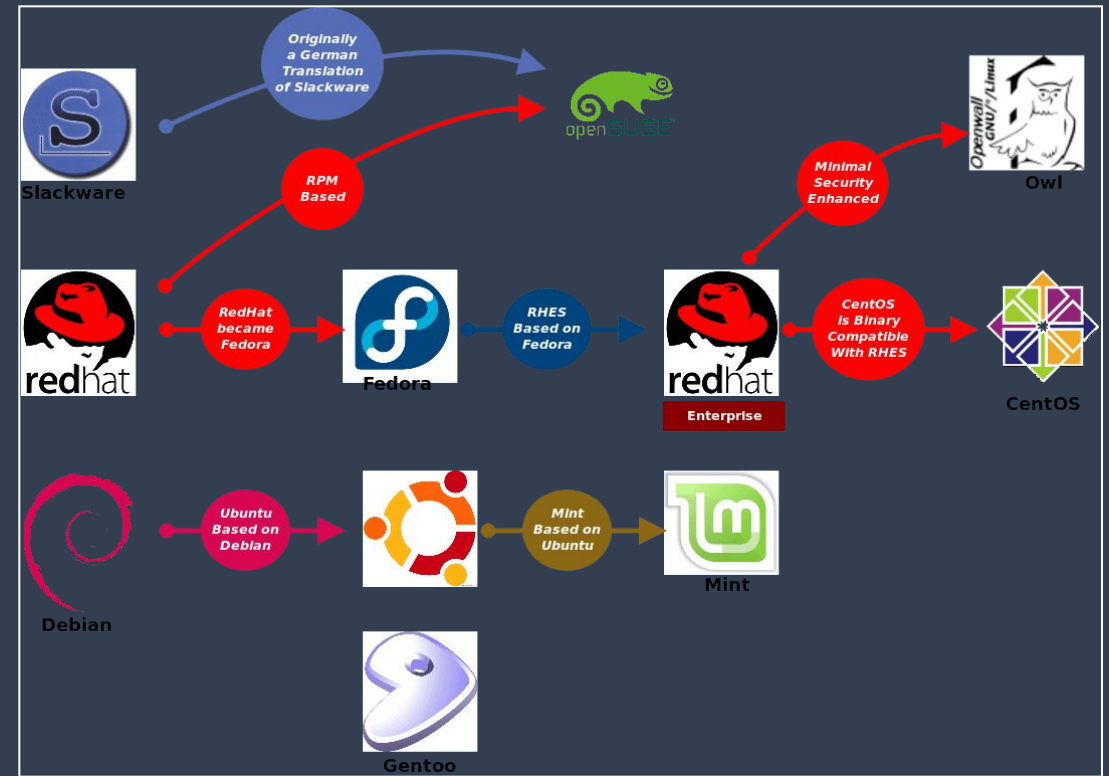 Originally
a German
Translation
of Slackware
openSUSE
Openwall
GNU/*/Linux
S
Slackware
RPM
Based
Minimal
Security
Enhanced
Owl
redhat
RedHat
became
Fedora
Fedora
RHES
Based on
Fedora
redhat
Enterprise
CentOS
is Binary
Compatible
With RHES
CentOS
Debian
Ubuntu
Based on
Debian
Mint
Based on
Ubuntu
lm
Mint
Gentoo